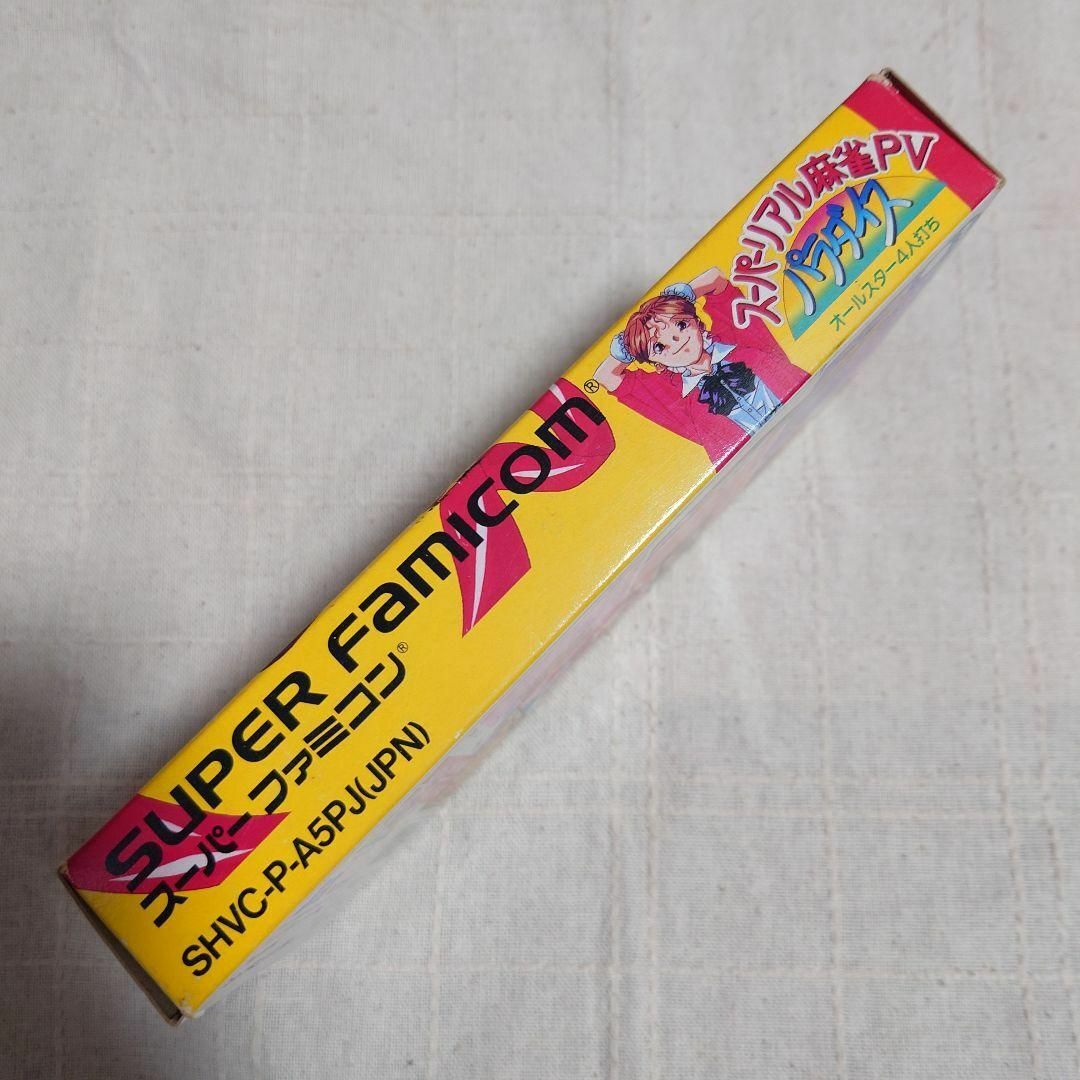 スーパーリアル麻雀PV
パラダイス
オールスター4人打ち
SUPER FAMICOM®
スーパーファミコン®
SHVC-P-A5PJ(JPN)